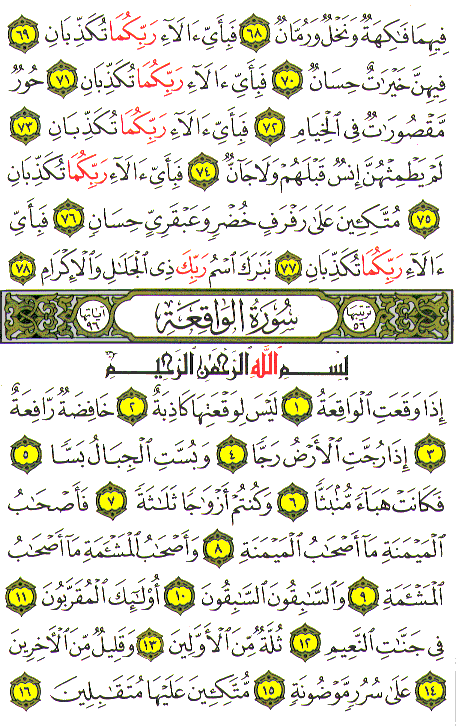 فِيهِمَا فَٰكِهَةٌ وَنَخْلٌ وَرُمَّانٌ ٦٨ فَبِأَيِّ ءَالَآءِ رَبِّكُمَا تُكَذِّبَانِ ٦٩
فِيهِنَّ خَيْرَٰتٌ حِسَانٌ ٧٠ فَبِأَيِّ ءَالَآءِ رَبِّكُمَا تُكَذِّبَانِ ٧١ حُورٌ
مَّقْصُورَٰتٌ فِي ٱلْخِيَامِ ٧٢ فَبِأَيِّ ءَالَآءِ رَبِّكُمَا تُكَذِّبَانِ ٧٣
لَمْ يَطْمِثْهُنَّ إِنسٌ قَبْلَهُمْ وَلَا جَآنٌّ ٧٤ فَبِأَيِّ ءَالَآءِ رَبِّكُمَا تُكَذِّبَانِ
٧٥ مُتَّكِـِٔينَ عَلَىٰ رَفْرَفٍ خُضْرٍ وَعَبْقَرِيٍّ حِسَانٍ ٧٦ فَبِأَيِّ
ءَالَآءِ رَبِّكُمَا تُكَذِّبَانِ ٧٧ تَبَٰرَكَ ٱسْمُ رَبِّكَ ذِي ٱلْجَلَٰلِ وَٱلْإِكْرَامِ ٧٨
ترتيبها ٥٦ سُورَةُ الوَاقِعَةِ آياتها ٩٦
بِسْمِ ٱللَّهِ ٱلرَّحْمَٰنِ ٱلرَّحِيمِ
إِذَا وَقَعَتِ ٱلْوَاقِعَةُ ١ لَيْسَ لِوَقْعَتِهَا كَاذِبَةٌ ٢ خَافِضَةٌ رَّافِعَةٌ
٣ إِذَا رُجَّتِ ٱلْأَرْضُ رَجًّا ٤ وَبُسَّتِ ٱلْجِبَالُ بَسًّا ٥
فَكَانَتْ هَبَآءً مُّنۢبَثًّا ٦ وَكُنتُمْ أَزْوَٰجًا ثَلَٰثَةً ٧ فَأَصْحَٰبُ
ٱلْمَيْمَنَةِ مَآ أَصْحَٰبُ ٱلْمَيْمَنَةِ ٨ وَأَصْحَٰبُ ٱلْمَشْـَٔمَةِ مَآ أَصْحَٰبُ
ٱلْمَشْـَٔمَةِ ٩ وَٱلسَّٰبِقُونَ ٱلسَّٰبِقُونَ ١٠ أُو۟لَٰٓئِكَ ٱلْمُقَرَّبُونَ ١١
فِي جَنَّٰتِ ٱلنَّعِيمِ ١٢ ثُلَّةٌ مِّنَ ٱلْأَوَّلِينَ ١٣ وَقَلِيلٌ مِّنَ ٱلْءَاخِرِينَ
١٤ عَلَىٰ سُرُرٍ مَّوْضُونَةٍ ١٥ مُّتَّكِـِٔينَ عَلَيْهَا مُتَقَٰبِلِينَ ١٦